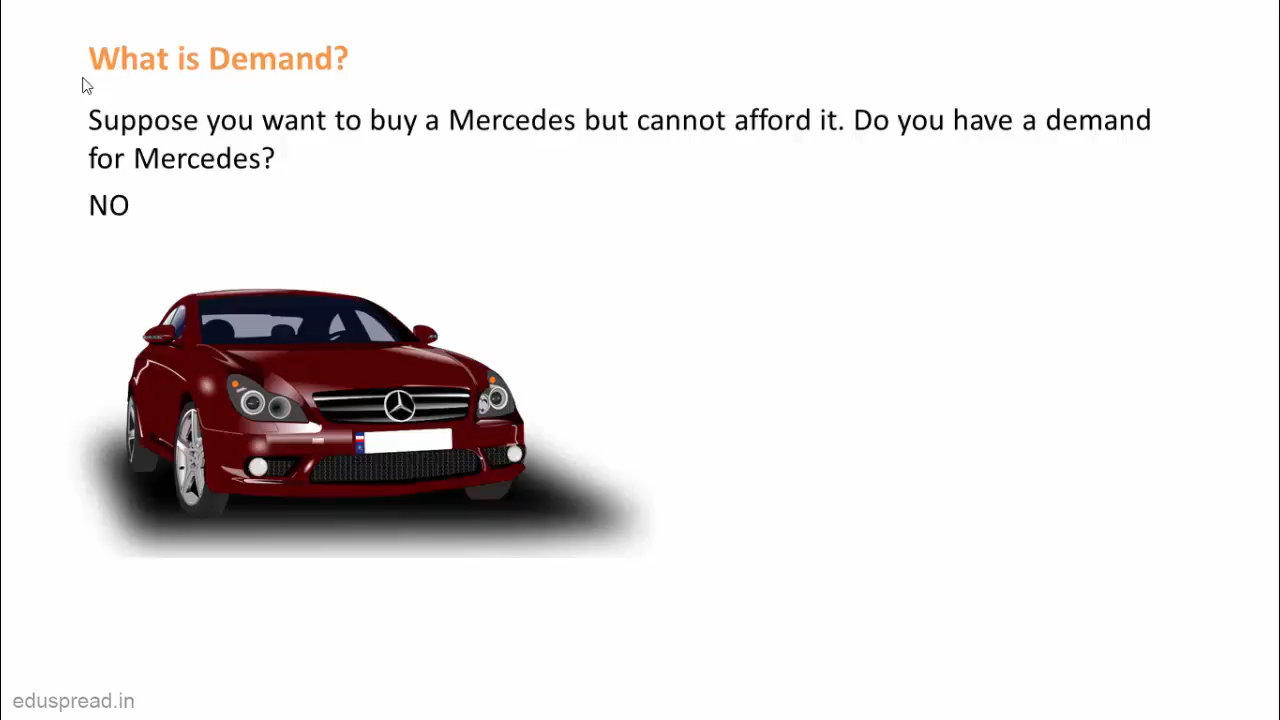 What is Demand?
Suppose you want to buy a Mercedes but cannot afford it. Do you have a demand
for Mercedes?
NO
eduspread.in